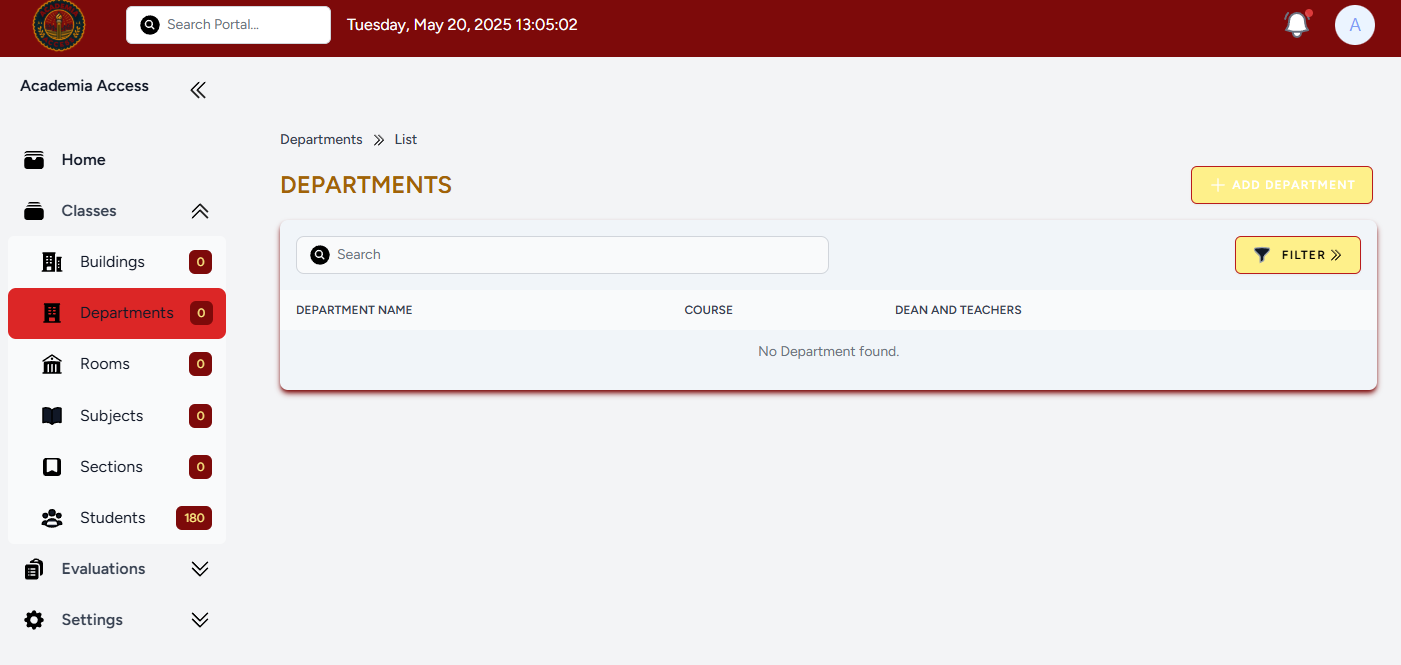 Search Portal... Tuesday, May 20, 2025 13:05:02 A
Academia Access
Home
Classes
Buildings 0
Departments 0
Rooms 0
Subjects 0
Sections 0
Students 180
Evaluations
Settings
Departments List
DEPARTMENTS
ADD DEPARTMENT
Search
FILTER
DEPARTMENT NAME COURSE DEAN AND TEACHERS
No Department found.